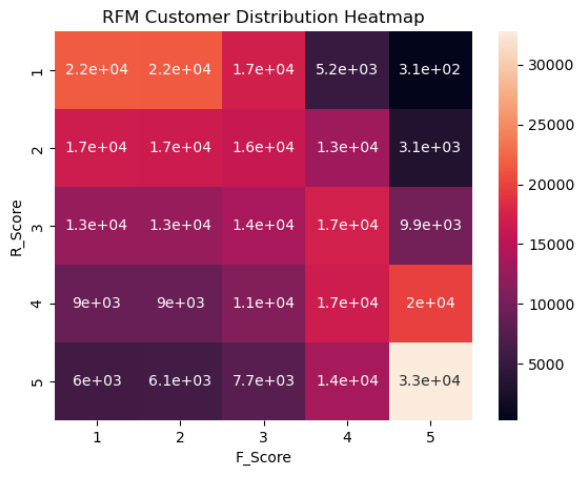 RFM Customer Distribution Heatmap
1 2.2e+04 2.2e+04 1.7e+04 5.2e+03 3.1e+02
2 1.7e+04 1.7e+04 1.6e+04 1.3e+04 3.1e+03
3 1.3e+04 1.3e+04 1.4e+04 1.7e+04 9.9e+03
4 9e+03 9e+03 1.1e+04 1.7e+04 2e+04
5 6e+03 6.1e+03 7.7e+03 1.4e+04 3.3e+04
R_Score
1 2 3 4 5
F_Score
30000
25000
20000
15000
10000
5000